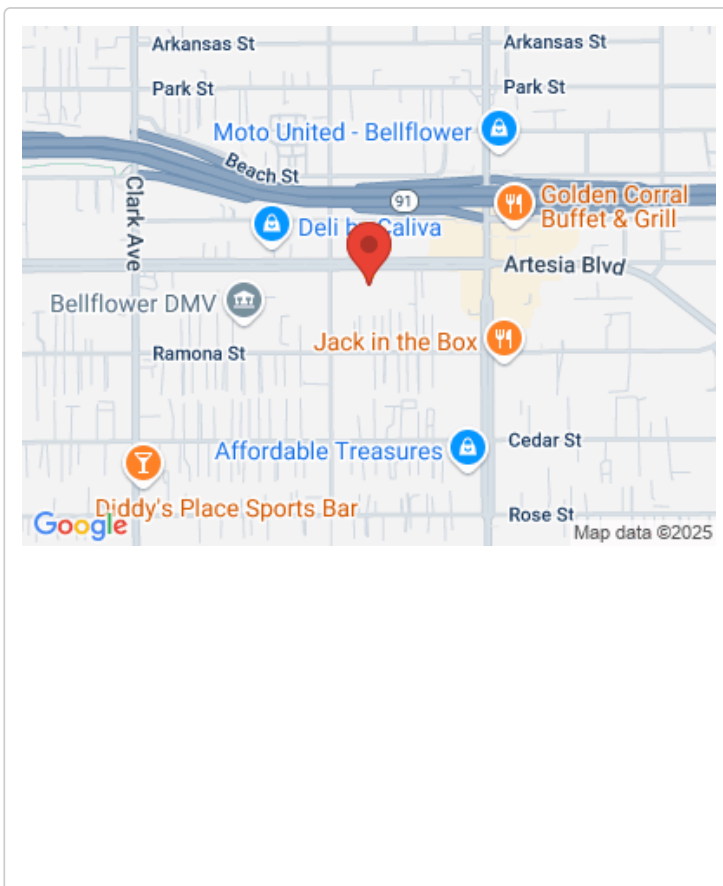 Arkansas St
Arkansas St
Park St
Park St
Moto United - Bellflower
Beach St
91
Golden Corral
Buffet & Grill
Clark Ave
Deli by Caliva
Artesia Blvd
Bellflower DMV
Jack in the Box
Ramona St
Cedar St
Affordable Treasures
Diddy's Place Sports Bar
Rose St
Google
Map data ©2025